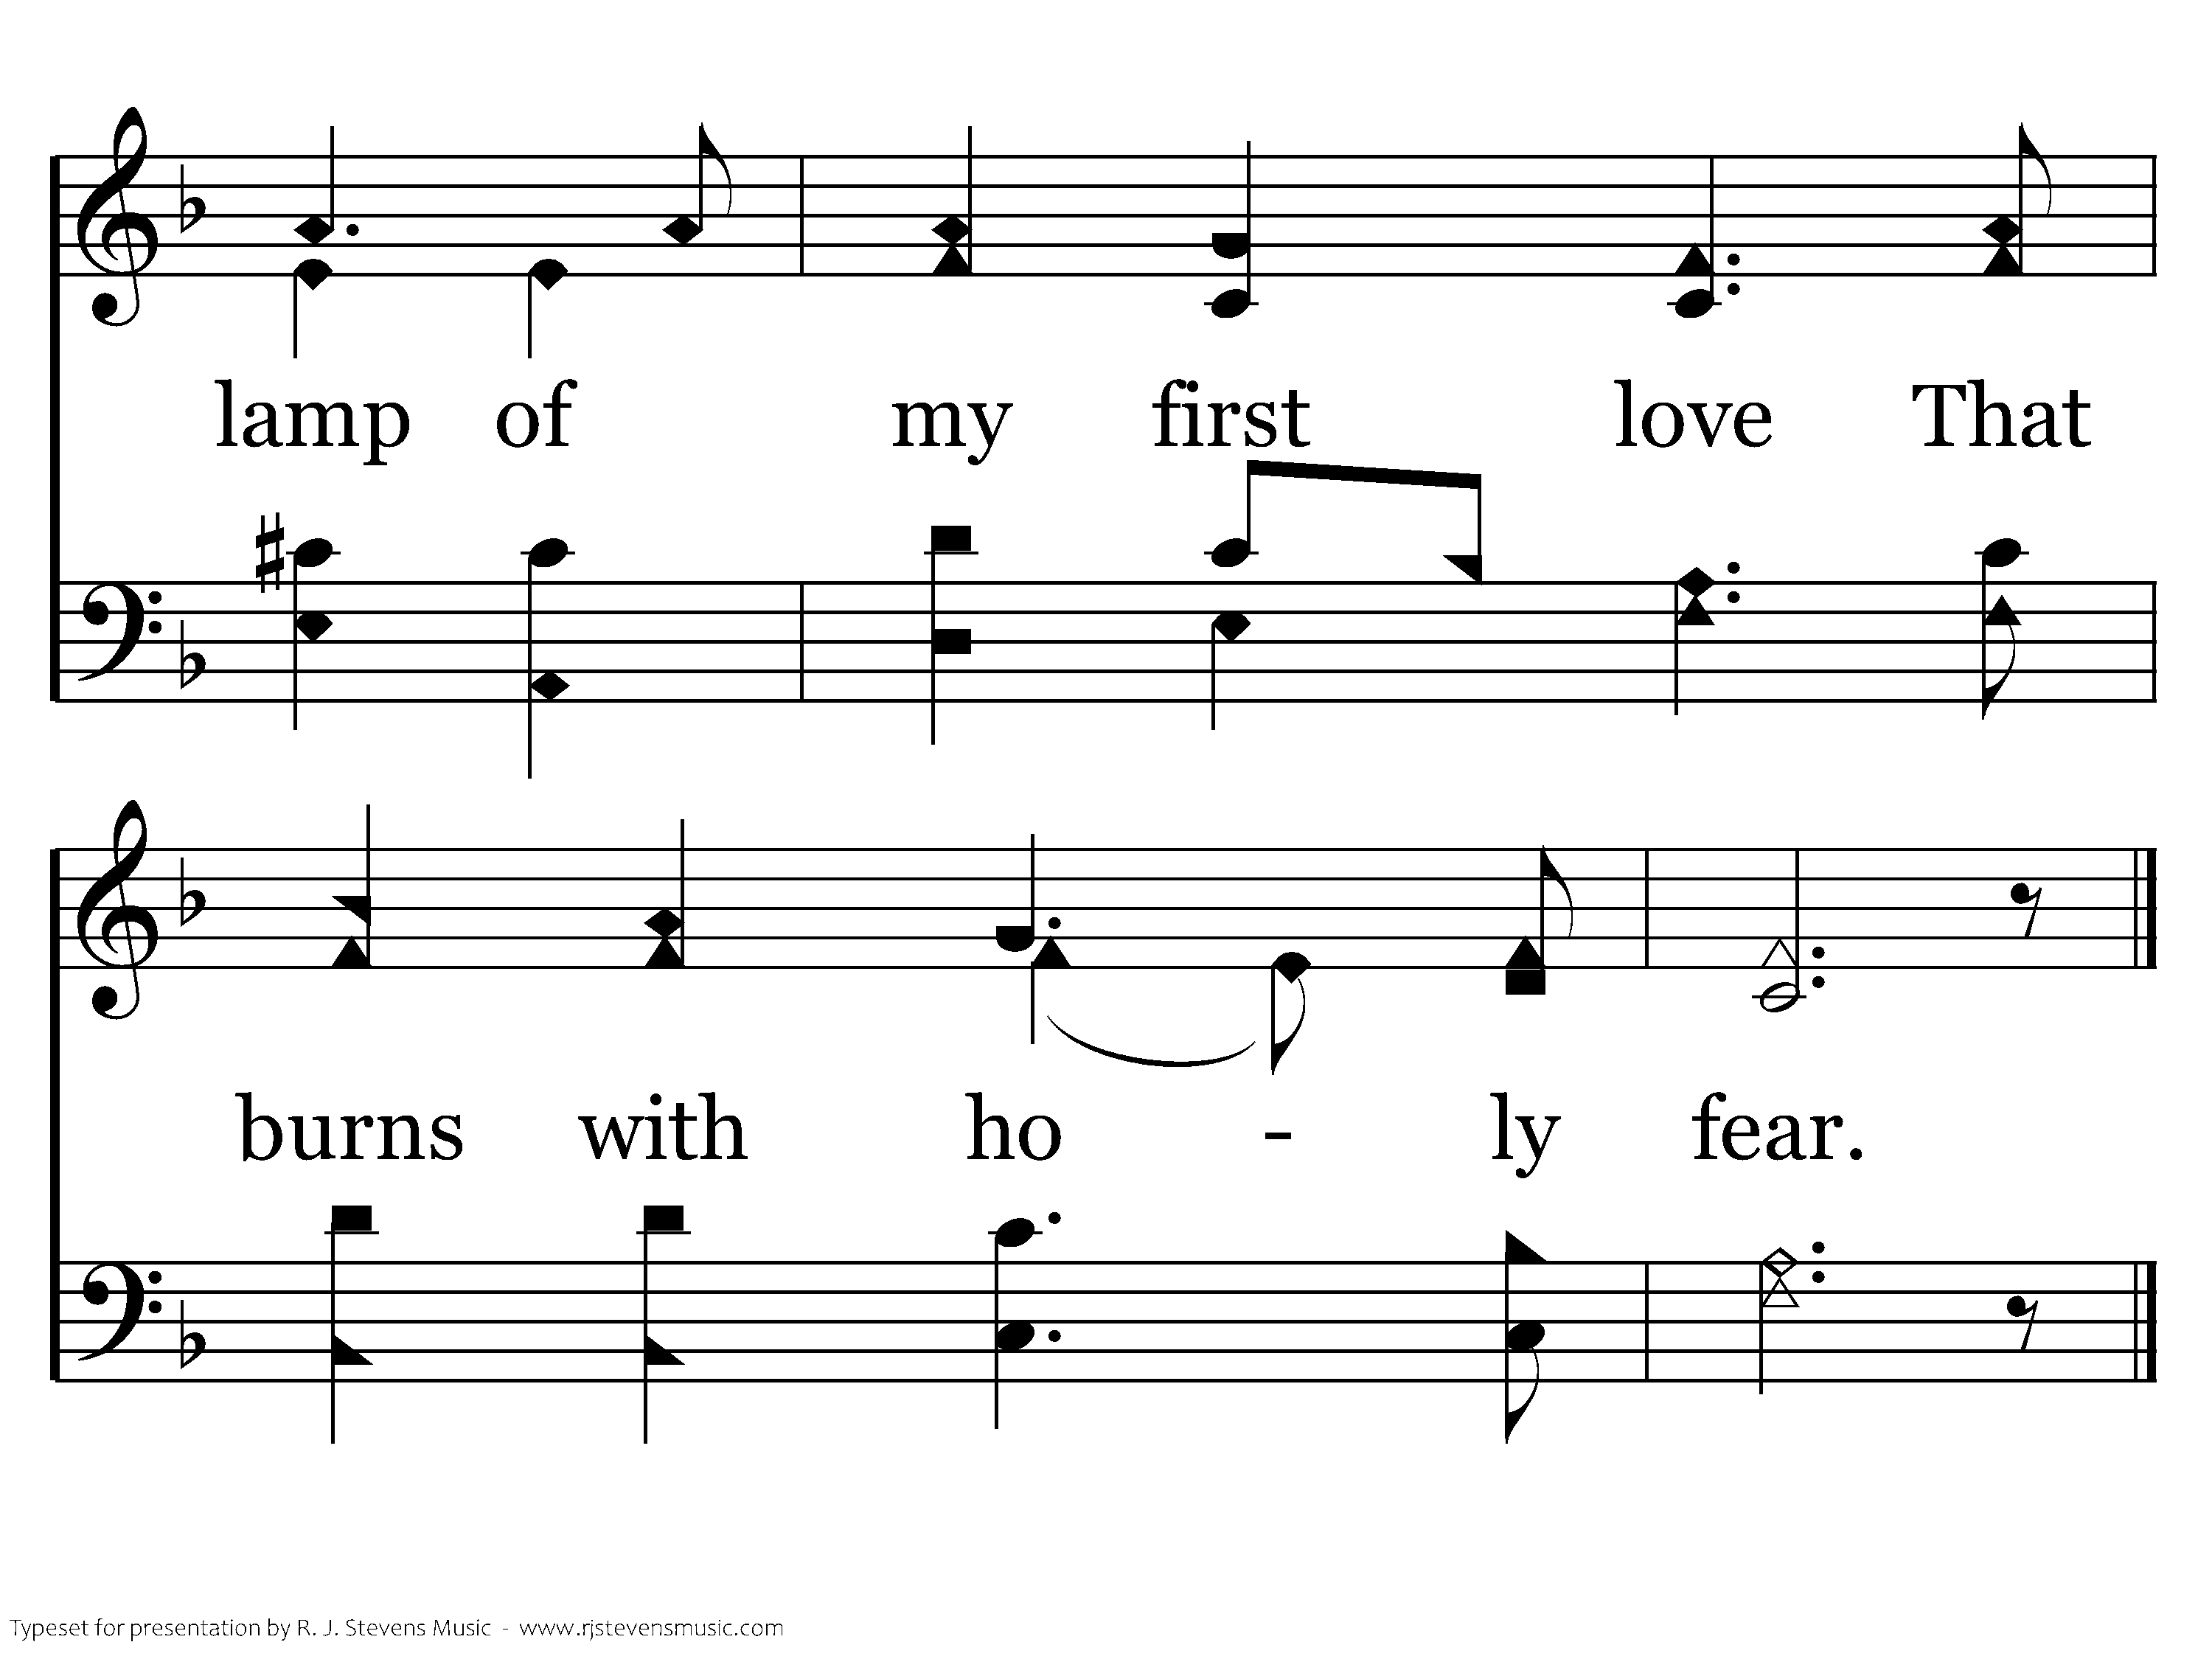 lamp of my first love That
burns with ho - ly fear.
Typeset for presentation by R. J. Stevens Music - www.rjstevensmusic.com